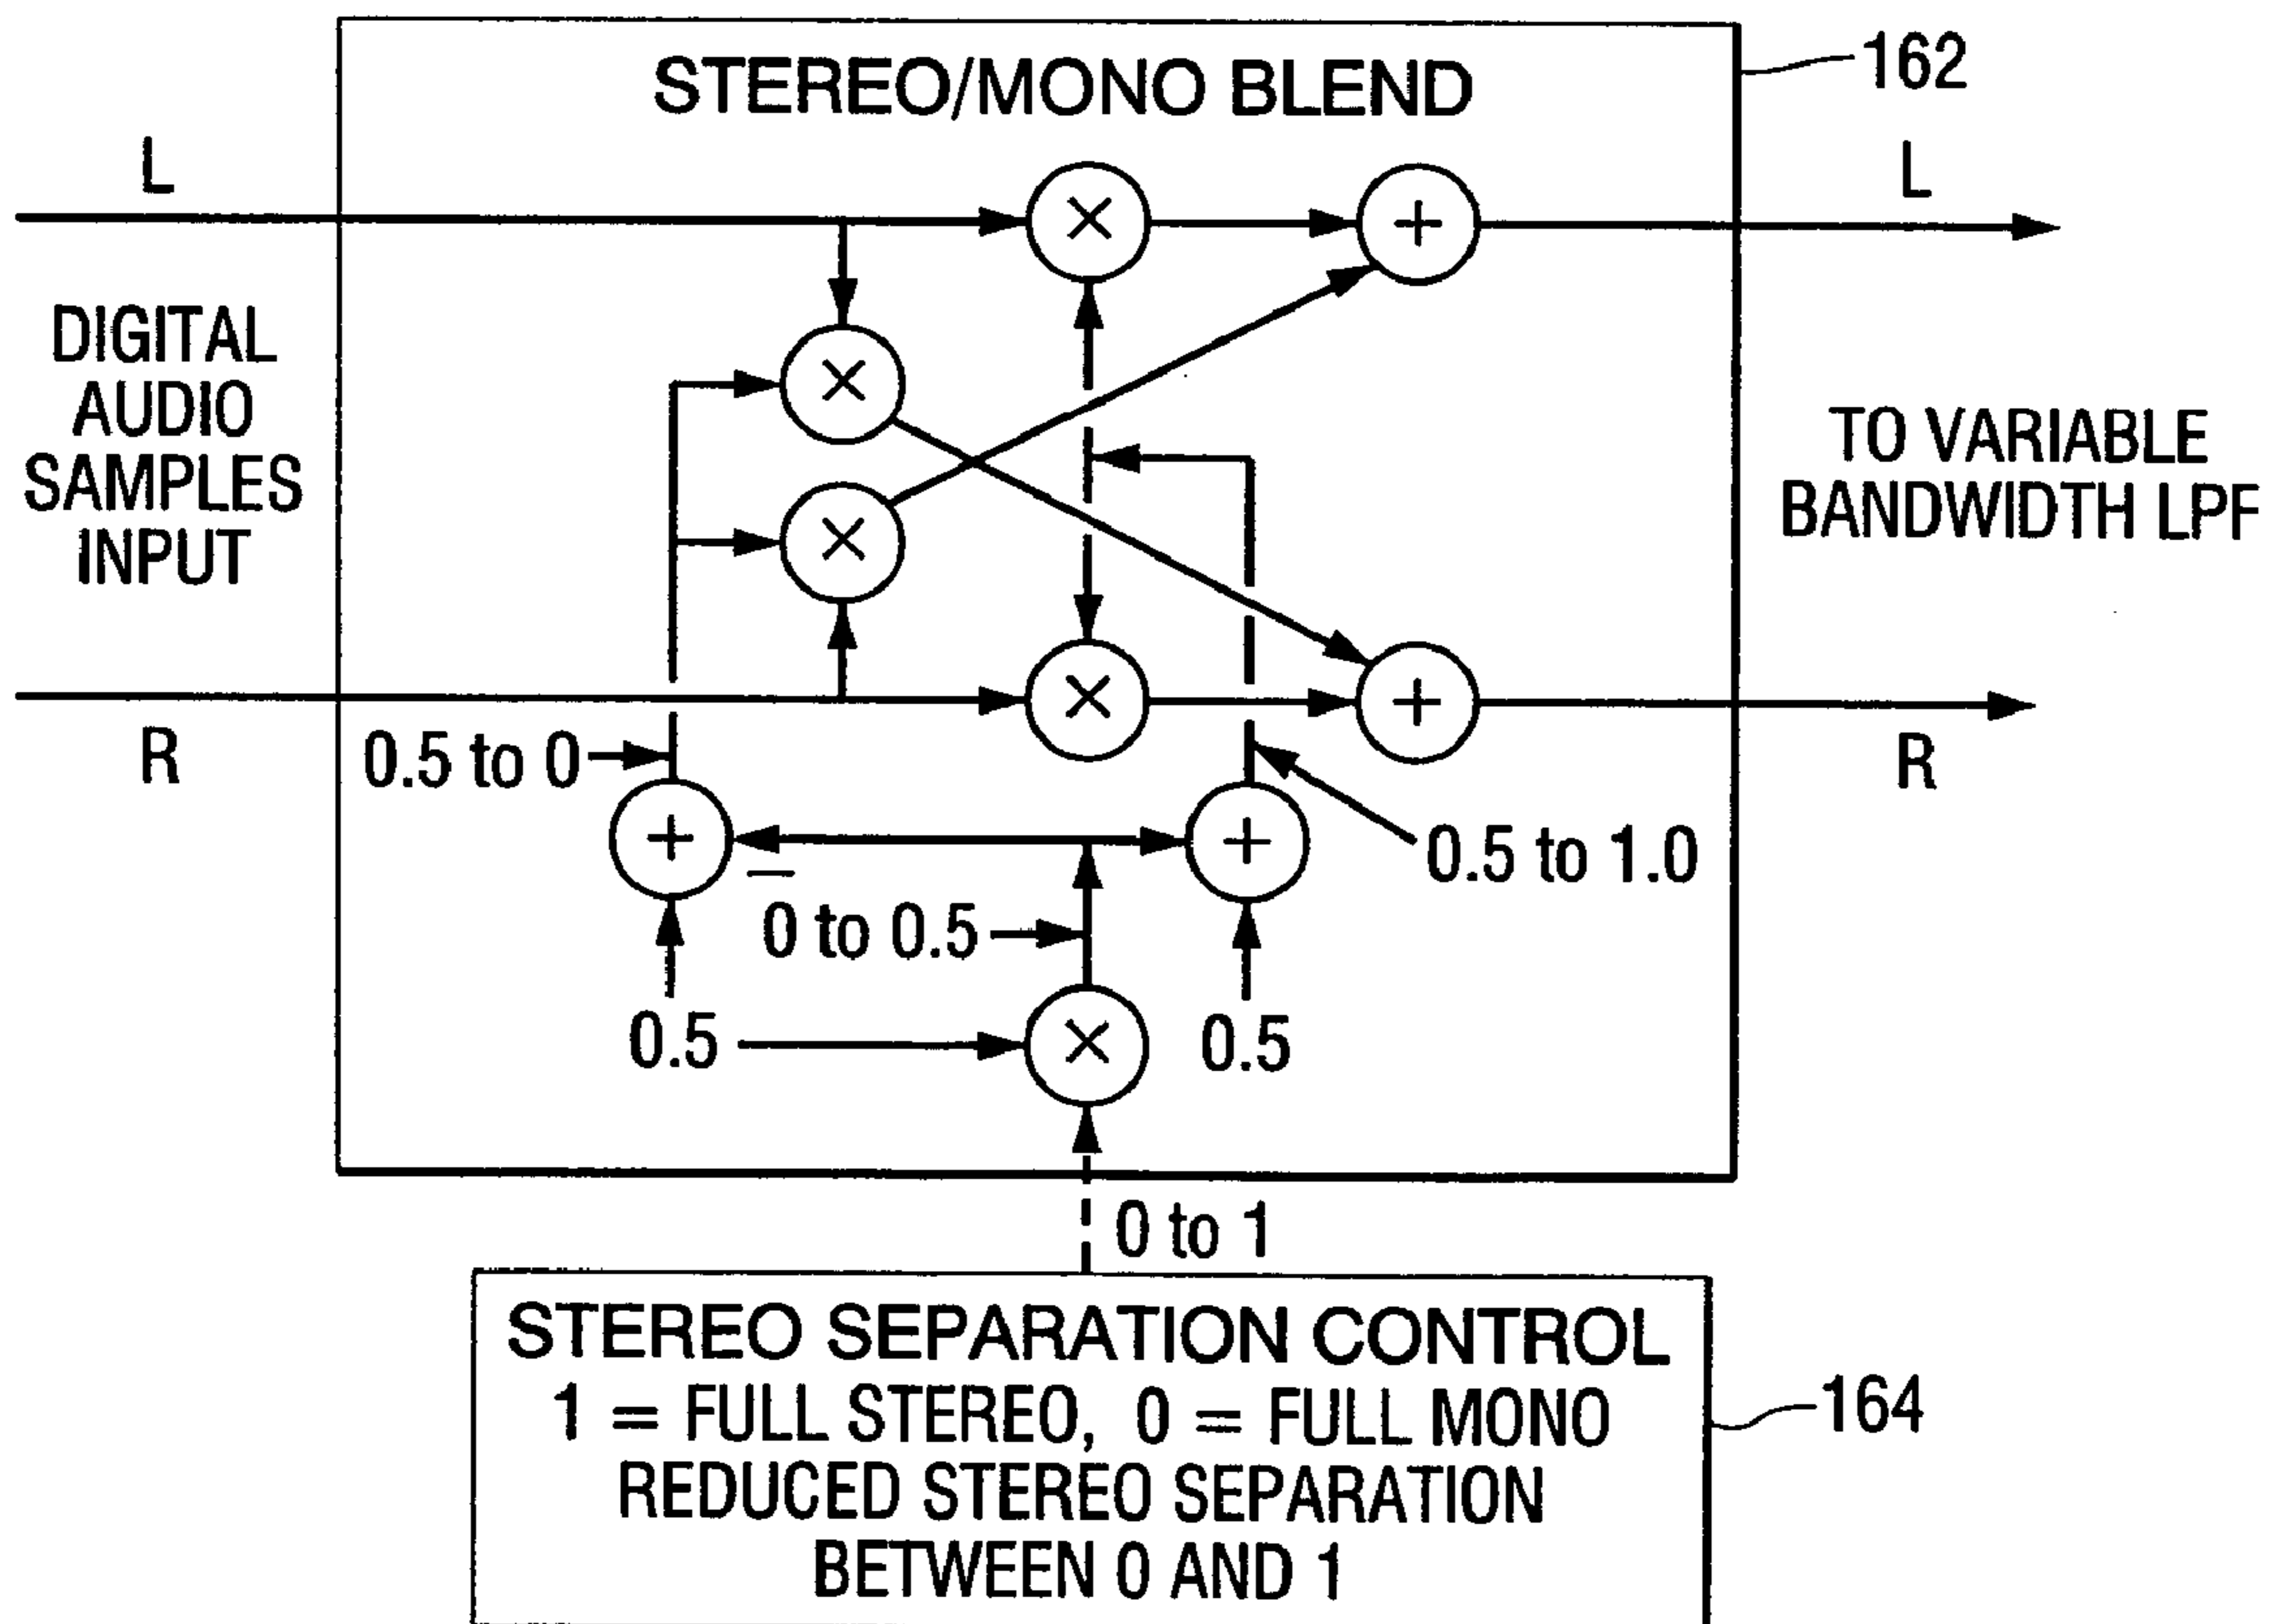 STEREO/MONO BLEND
162
L
L
DIGITAL
AUDIO
SAMPLES
INPUT
TO VARIABLE
BANDWIDTH LPF
×
+
×
×
×
+
R
R
0.5 to 0
+
–
+
0.5 to 1.0
0 to 0.5
0.5
×
0.5
0 to 1
STEREO SEPARATION CONTROL
1 = FULL STEREO, 0 = FULL MONO
REDUCED STEREO SEPARATION
BETWEEN 0 AND 1
164